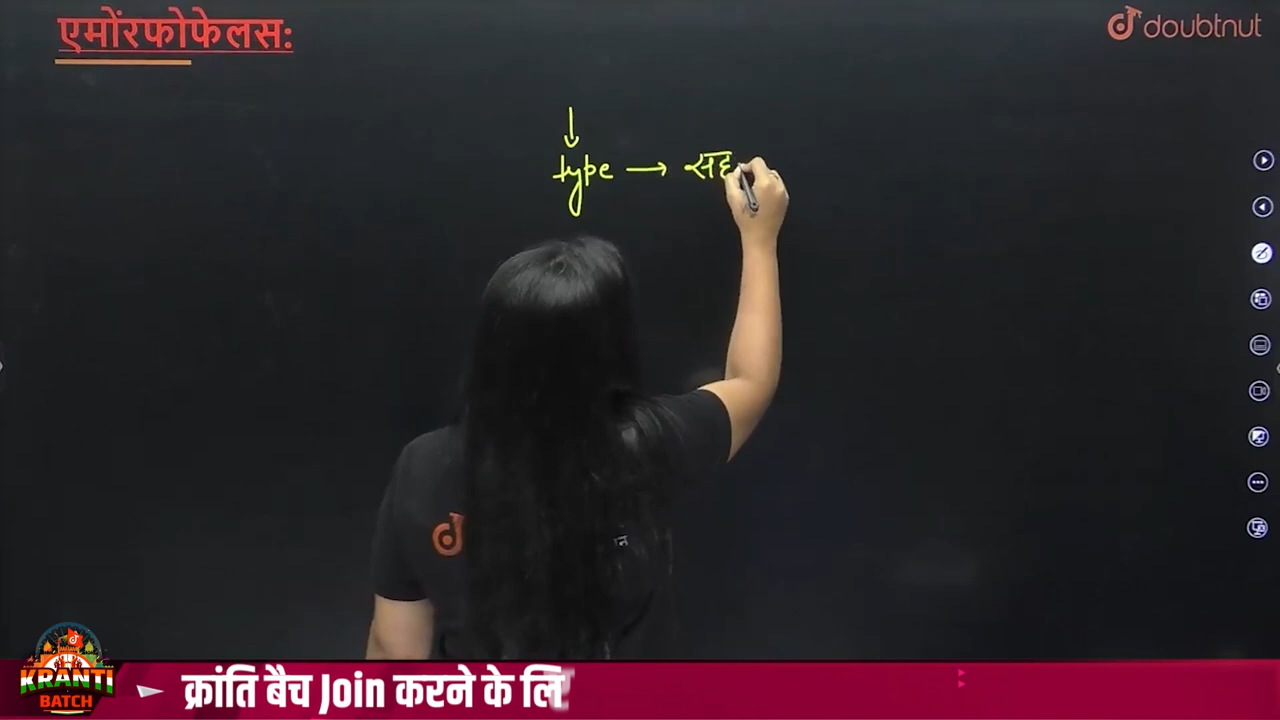 एमोंरफोफेलस:
doubtnut
type → सह
KRANTI
BATCH
क्रांति बैच Join करने के लि